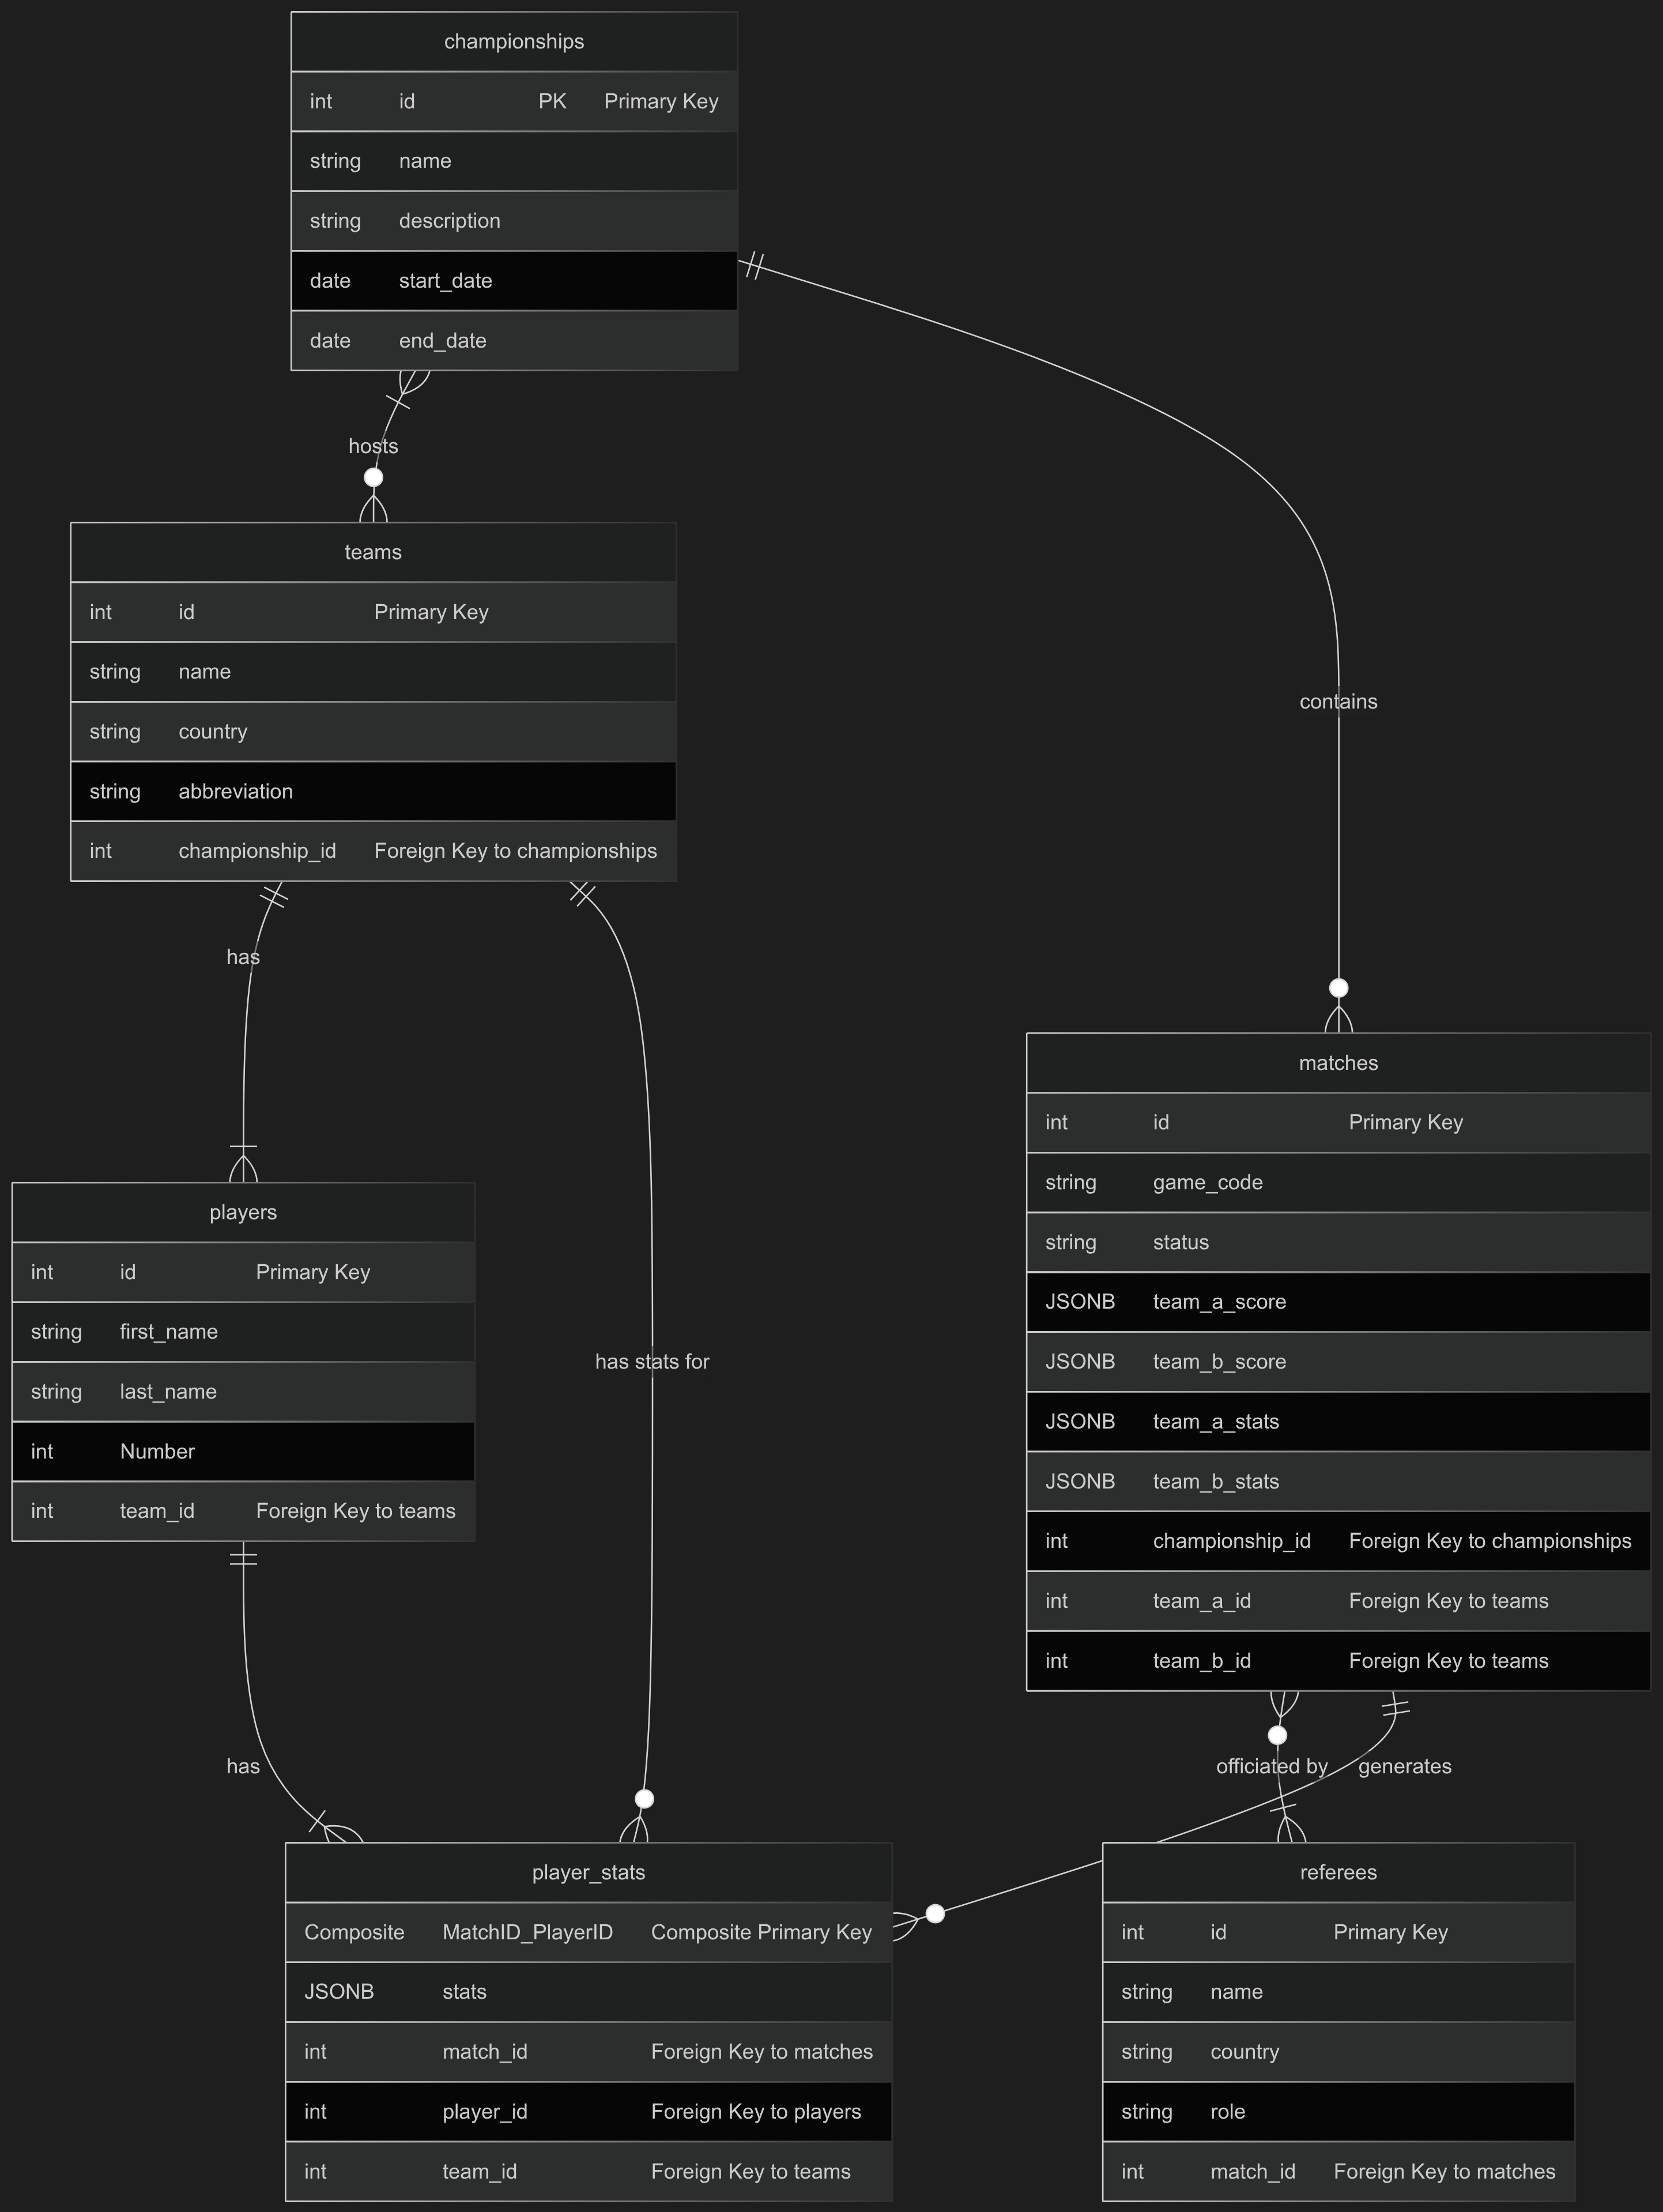 championships
int id PK Primary Key
string name
string description
date start_date
date end_date
hosts
teams
int id Primary Key
string name
string country
string abbreviation
int championship_id Foreign Key to championships
contains
has
matches
int id Primary Key
string game_code
string status
JSONB team_a_score
JSONB team_b_score
JSONB team_a_stats
JSONB team_b_stats
int championship_id Foreign Key to championships
int team_a_id Foreign Key to teams
int team_b_id Foreign Key to teams
players
int id Primary Key
string first_name
string last_name
int Number
int team_id Foreign Key to teams
has stats for
has
officiated by
generates
player_stats
Composite MatchID_PlayerID Composite Primary Key
JSONB stats
int match_id Foreign Key to matches
int player_id Foreign Key to players
int team_id Foreign Key to teams
referees
int id Primary Key
string name
string country
string role
int match_id Foreign Key to matches